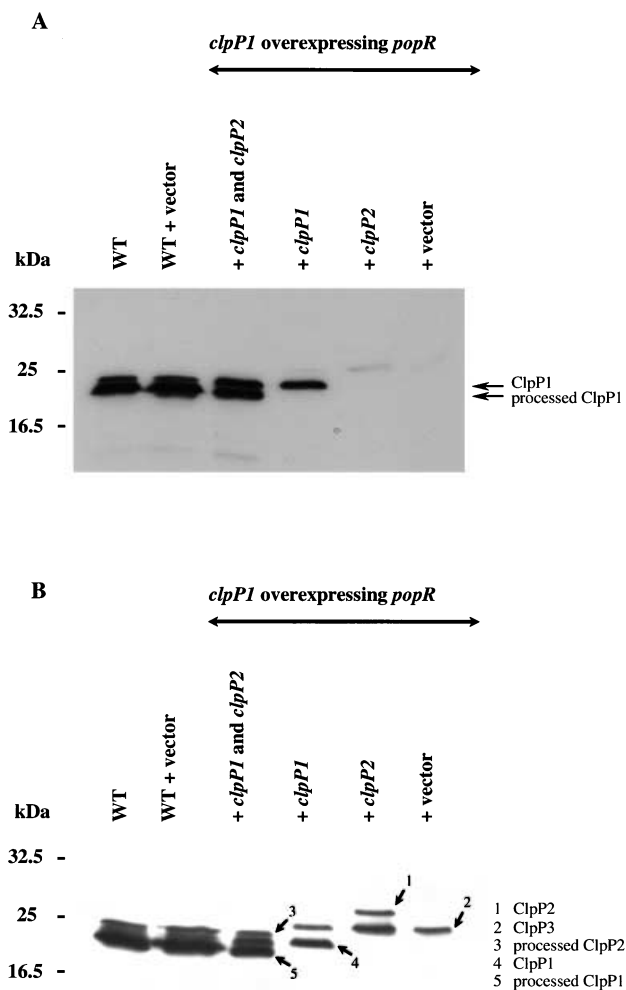 A
clpP1 overexpressing popR
WT
WT + vector
+ clpP1 and clpP2
+ clpP1
+ clpP2
+ vector
kDa
32.5 -
25 -
16.5 -
ClpP1
processed ClpP1
B
clpP1 overexpressing popR
WT
WT + vector
+ clpP1 and clpP2
+ clpP1
+ clpP2
+ vector
kDa
32.5 -
25 -
16.5 -
1
2
3
4
5
1 ClpP2
2 ClpP3
3 processed ClpP2
4 ClpP1
5 processed ClpP1